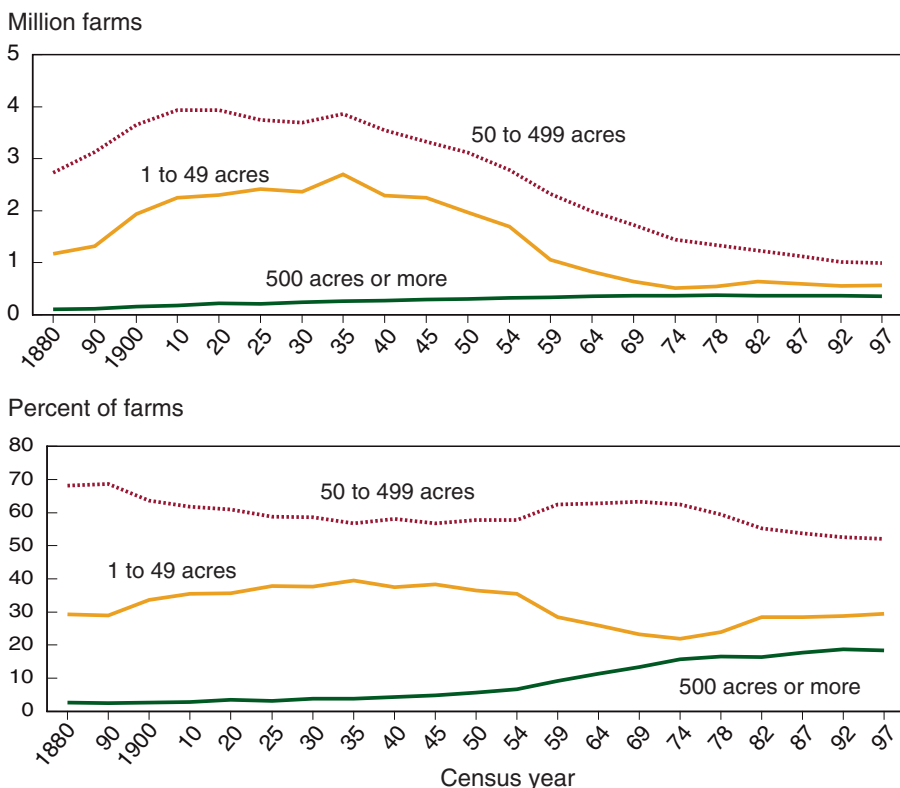 Million farms
5
4
3
2
1
0
50 to 499 acres
1 to 49 acres
500 acres or more
1880 90 1900 10 20 25 30 35 40 45 50 54 59 64 69 74 78 82 87 92 97
Percent of farms
80
70
60
50
40
30
20
10
0
50 to 499 acres
1 to 49 acres
500 acres or more
1880 90 1900 10 20 25 30 35 40 45 50 54 59 64 69 74 78 82 87 92 97
Census year